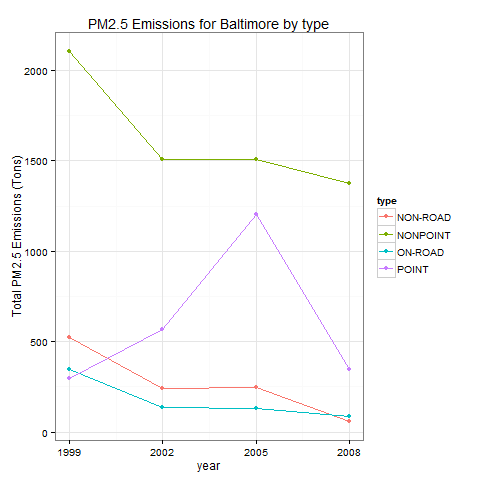 PM2.5 Emissions for Baltimore by type
Total PM2.5 Emissions (Tons)
2000
1500
1000
500
0
1999 2002 2005 2008
year
type
NON-ROAD
NONPOINT
ON-ROAD
POINT